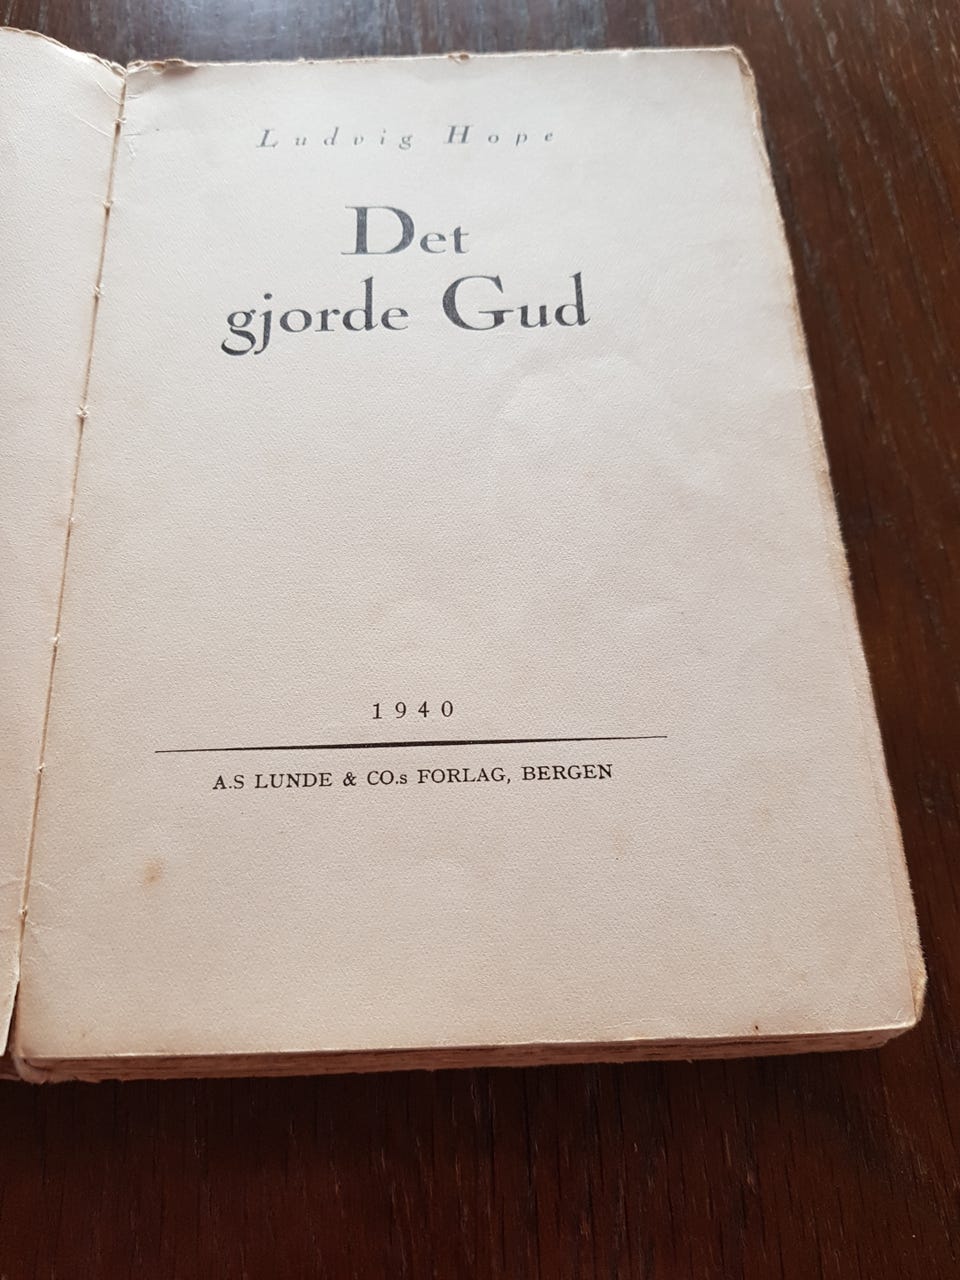 Ludvig Hope
Det
gjorde Gud
1940
A.S LUNDE & CO.s FORLAG, BERGEN